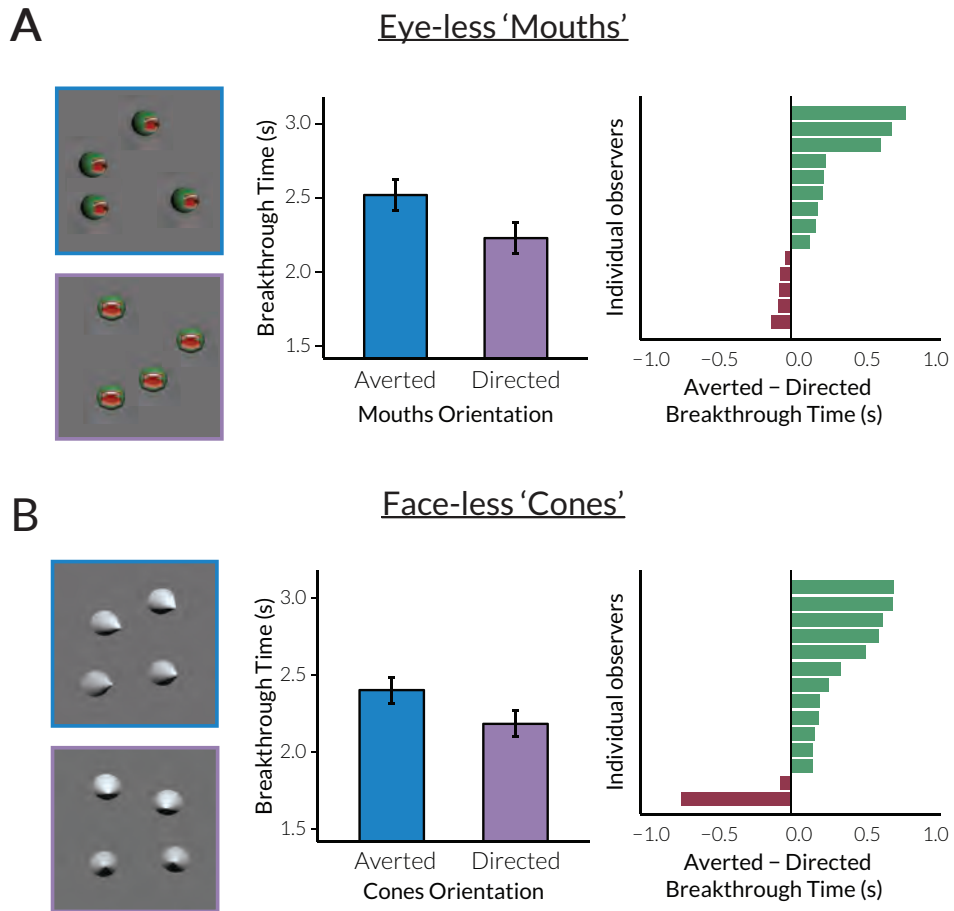 A
Eye-less ‘Mouths’
Breakthrough Time (s)
3.0
2.5
2.0
1.5
Averted
Directed
Mouths Orientation
Individual observers
−1.0
−0.5
0.0
0.5
1.0
Averted − Directed
Breakthrough Time (s)
B
Face-less ‘Cones’
Breakthrough Time (s)
3.0
2.5
2.0
1.5
Averted
Directed
Cones Orientation
Individual observers
−1.0
−0.5
0.0
0.5
1.0
Averted − Directed
Breakthrough Time (s)